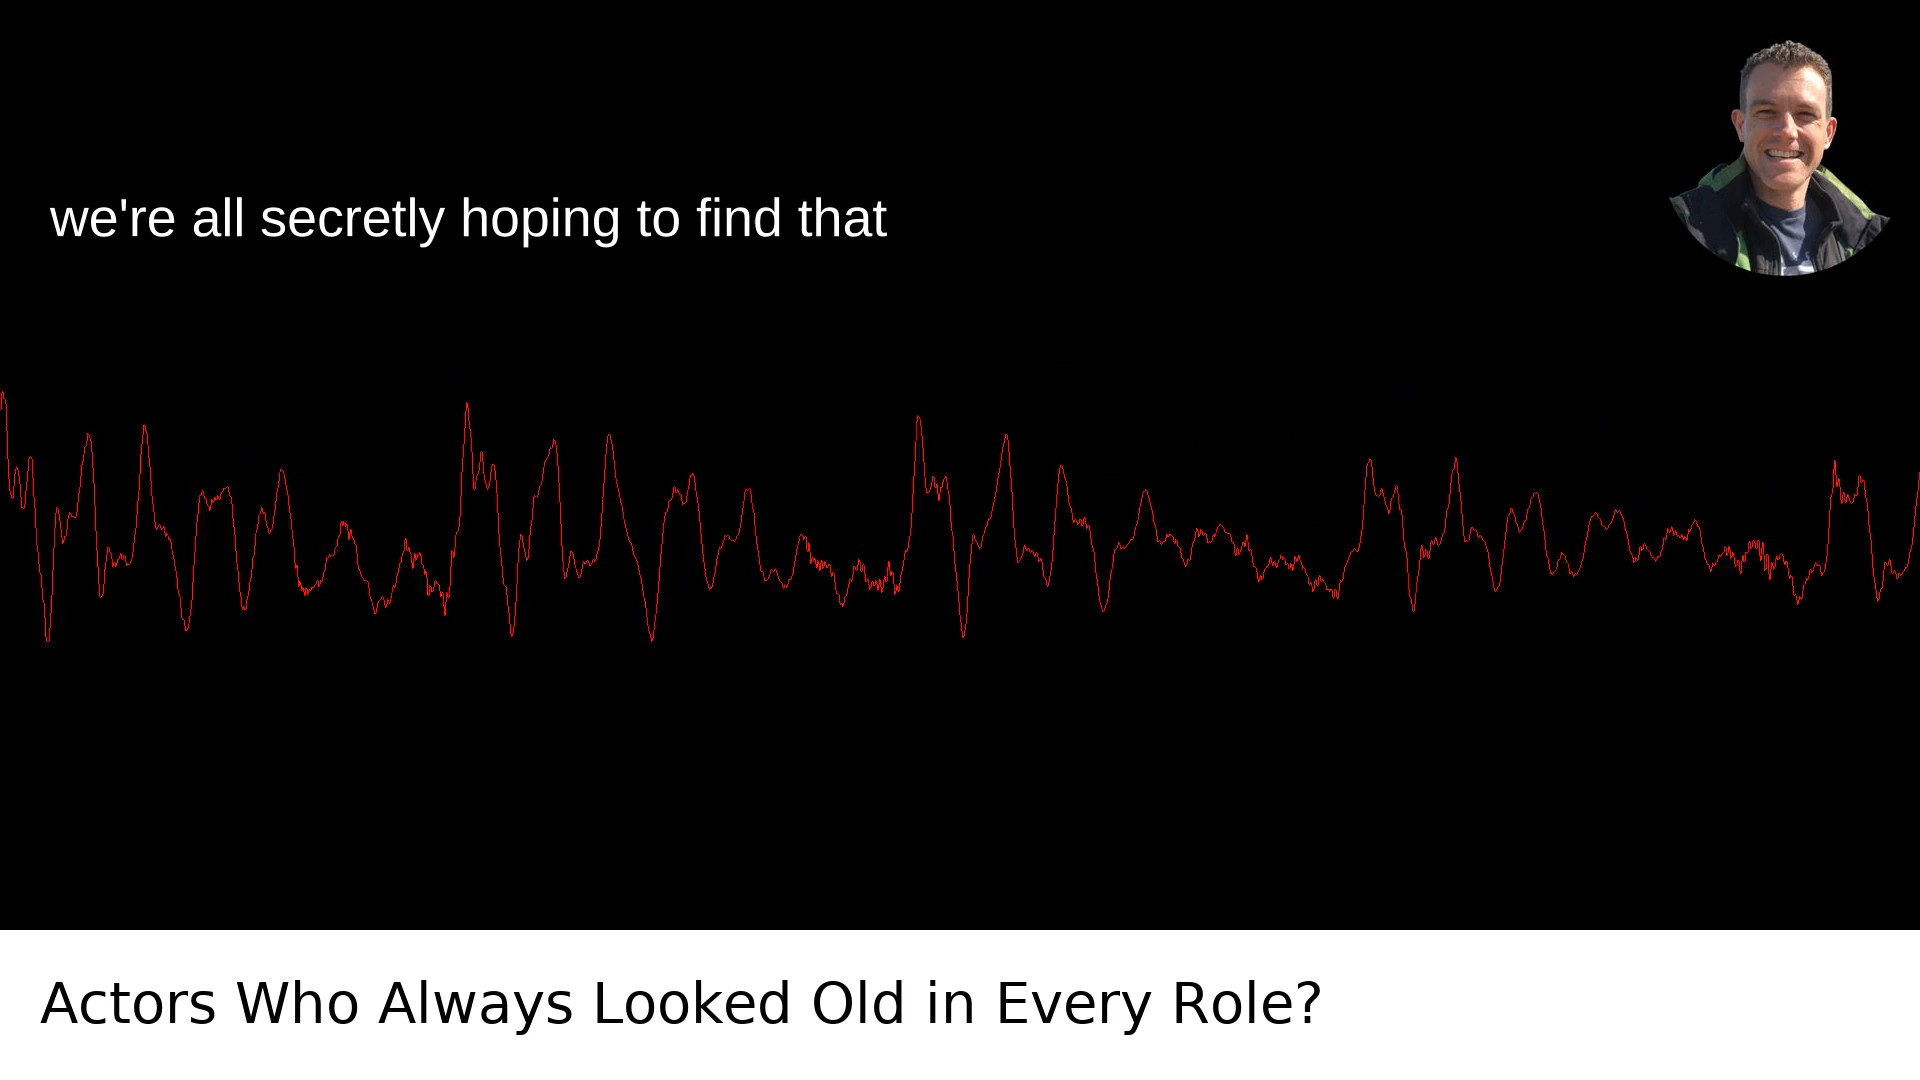 we're all secretly hoping to find that
Actors Who Always Looked Old in Every Role?